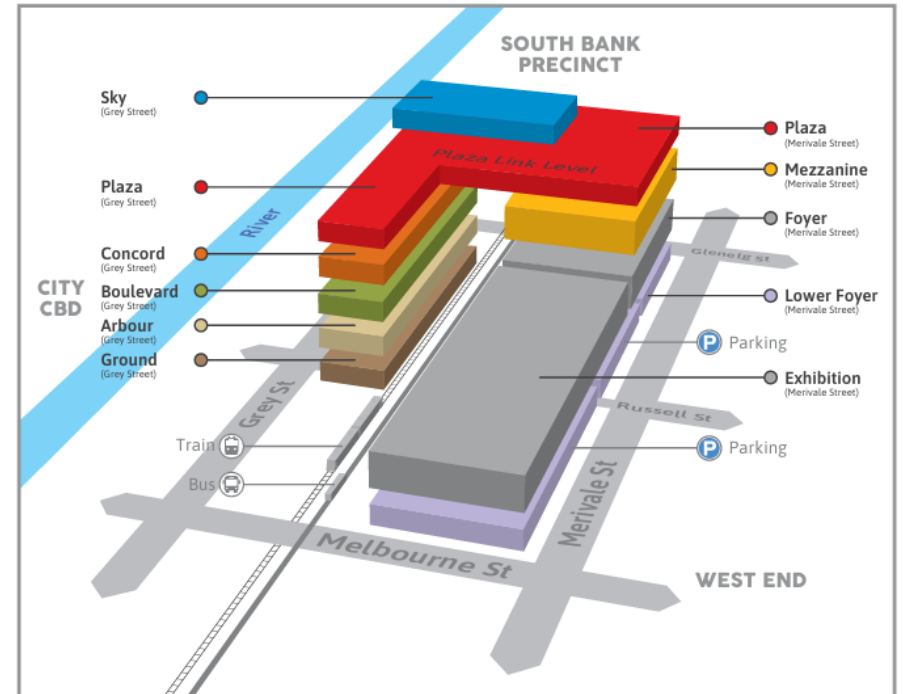 SOUTH BANK
PRECINCT
Sky
(Grey Street)
Plaza
(Merivale Street)
Plaza Link Level
Mezzanine
(Merivale Street)
Plaza
(Grey Street)
Foyer
(Merivale Street)
River
Concord
(Grey Street)
Glenelg St
CITY
CBD
Boulevard
(Grey Street)
Lower Foyer
(Merivale Street)
Arbour
(Grey Street)
P Parking
Ground
(Grey Street)
Exhibition
(Merivale Street)
Grey St
Russell St
Train
P Parking
Bus
Merivale St
Melbourne St
WEST END